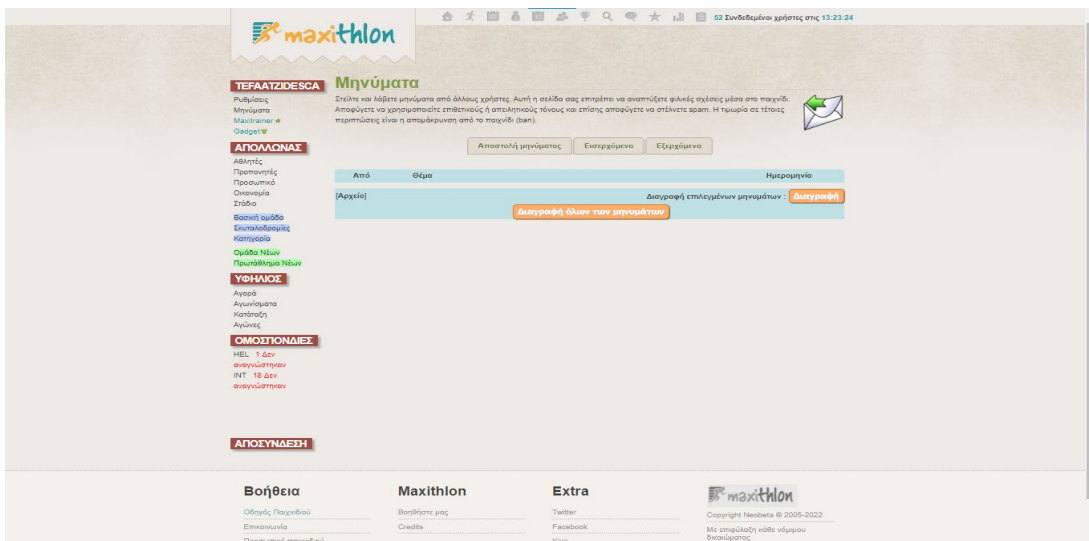 52 Συνδεδεμένοι χρήστες στις 13:23:24
maxithlon
TEFAATZIDESCA
Ρυθμίσεις
Μηνύματα
Maxitrainer
Gadget
ΑΠΟΛΛΩΝΑΣ
Αθλητές
Προπονητές
Προσωπικό
Οικονομία
Στάδιο
Βασική ομάδα
Σκυταλοδρομίες
Κατηγορία
Ομάδα Νέων
Πρωτάθλημα Νέων
ΥΦΗΛΙΟΣ
Αγορά
Αγωνίσματα
Κατάταξη
Αγώνες
ΟΜΟΣΠΟΝΔΙΕΣ
HEL 1 Δεν
αναγνώστηκαν
INT 18 Δεν
αναγνώστηκαν
ΑΠΟΣΥΝΔΕΣΗ
Μηνύματα
Στείλτε και λάβετε μηνύματα από άλλους χρήστες. Αυτή η σελίδα σας επιτρέπει να αναπτύξετε φιλικές σχέσεις μέσα στο παιχνίδι.
Αποφύγετε να χρησιμοποιείτε επιθετικούς ή απειλητικούς τόνους και επίσης αποφύγετε να στέλνετε spam. Η τιμωρία σε τέτοιες
περιπτώσεις είναι η απομάκρυνση από το παιχνίδι (ban).
Αποστολή μηνύματος Εισερχόμενα Εξερχόμενα
Από Θέμα Ημερομηνία
[Αρχείο] Διαγραφή επιλεγμένων μηνυμάτων : Διαγραφή
Διαγραφή όλων των μηνυμάτων
Βοήθεια
Οδηγός Παιχνιδιού
Επικοινωνία
Maxithlon
Βοηθήστε μας
Credits
Extra
Twitter
Facebook
maxithlon
Copyright Neobeta © 2005-2022
Με επιφύλαξη κάθε νόμιμου
δικαιώματος